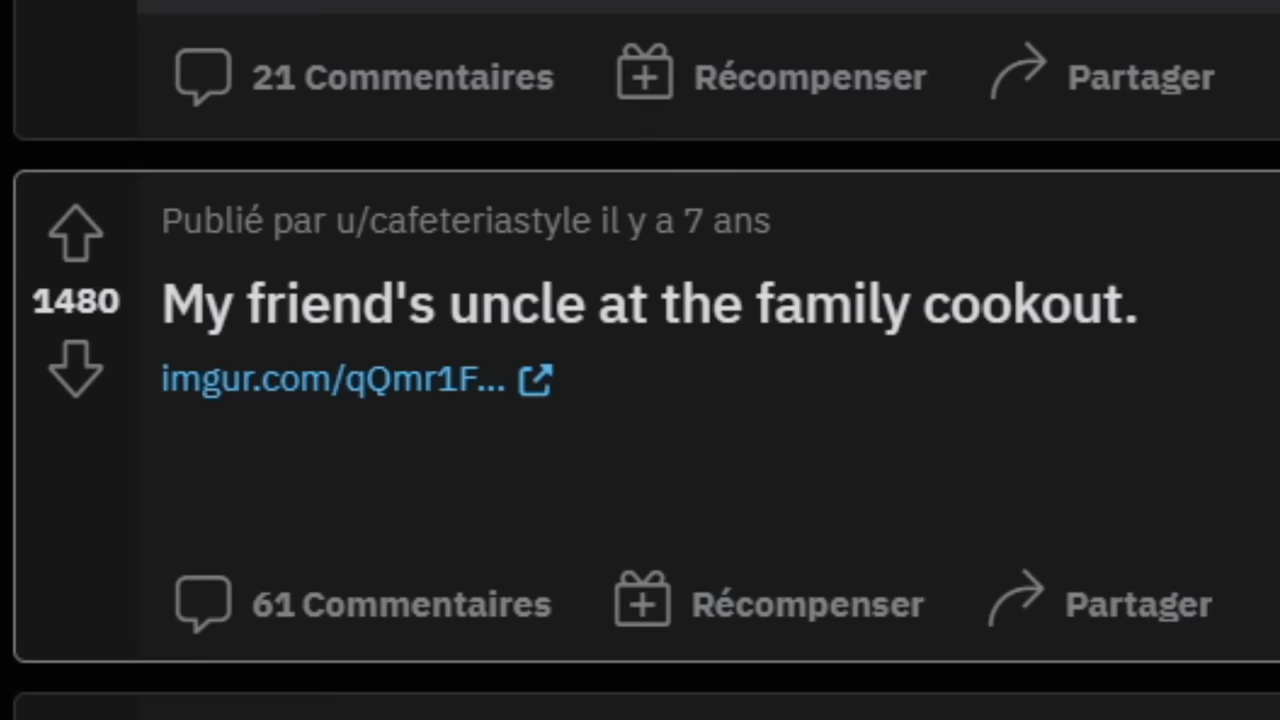 21 Commentaires Récompenser Partager
Publié par u/cafeteriastyle il y a 7 ans
1480 My friend's uncle at the family cookout.
imgur.com/qQmr1F...
61 Commentaires Récompenser Partager